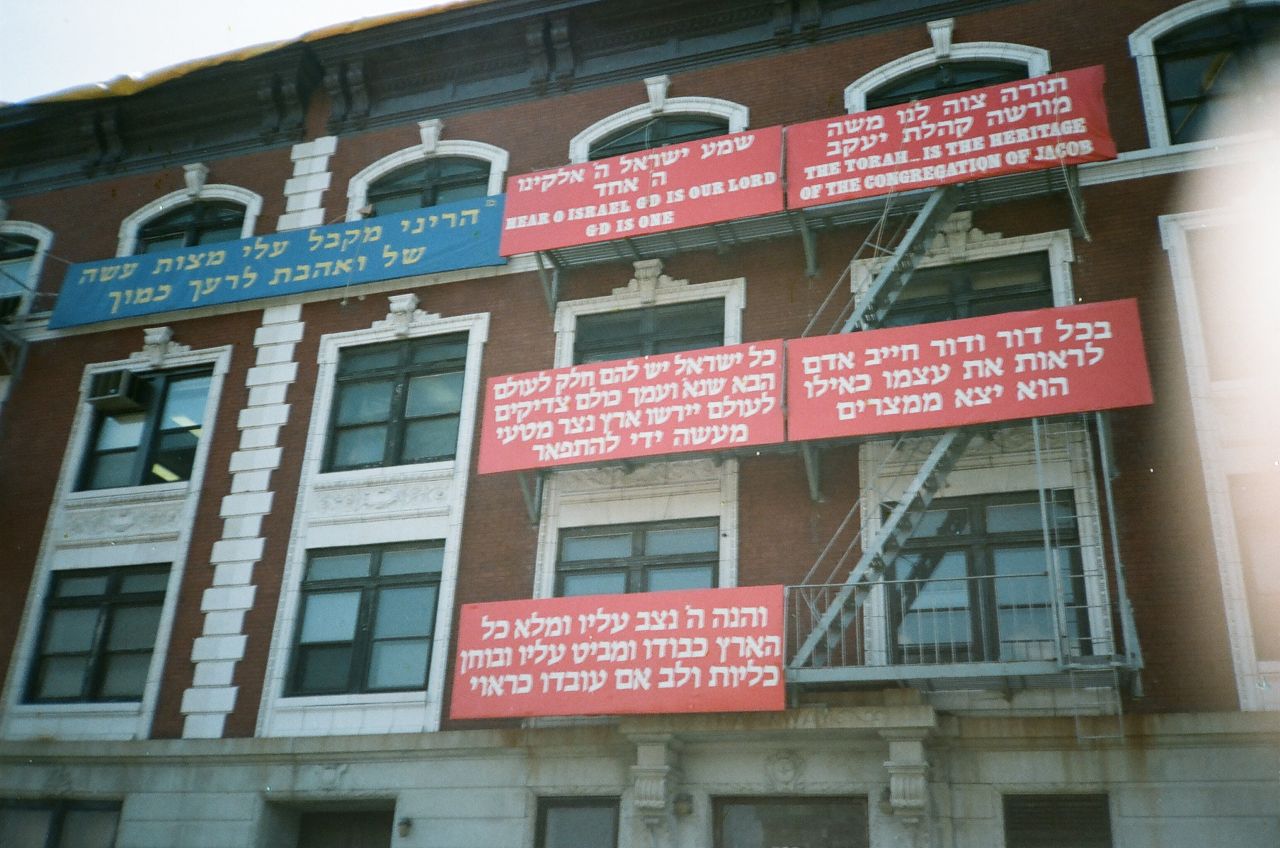 הריני מקבל עלי מצות עשה
של ואהבת לרעך כמוך
שמע ישראל ה' אלקינו
ה' אחד
HEAR O ISRAEL G-D IS OUR LORD
G-D IS ONE
תורה צוה לנו משה
מורשה קהלת יעקב
THE TORAH... IS THE HERITAGE
OF THE CONGREGATION OF JACOB
כל ישראל יש להם חלק לעולם
הבא שנא' ועמך כולם צדיקים
לעולם יירשו ארץ נצר מטעי
מעשה ידי להתפאר
בכל דור ודור חייב אדם
לראות את עצמו כאילו
הוא יצא ממצרים
והנה ה' נצב עליו ומלא כל
הארץ כבודו ומביט עליו ובוחן
כליות ולב אם עובדו כראוי